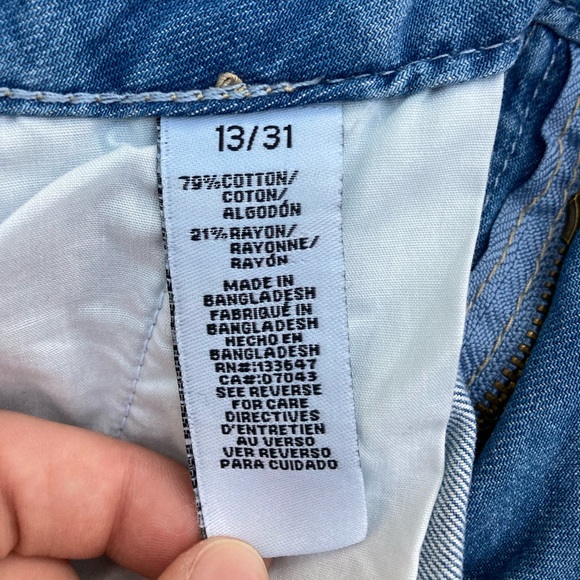 13/31
79%COTTON/
COTON/
ALGODÓN
21%RAYON/
RAYONNE/
RAYÓN
MADE IN
BANGLADESH
FABRIQUÉ IN
BANGLADESH
HECHO EN
BANGLADESH
RN#:133647
CA#:07043
SEE REVERSE
FOR CARE
DIRECTIVES
D'ENTRETIEN
AU VERSO
VER REVERSO
PARA CUIDADO